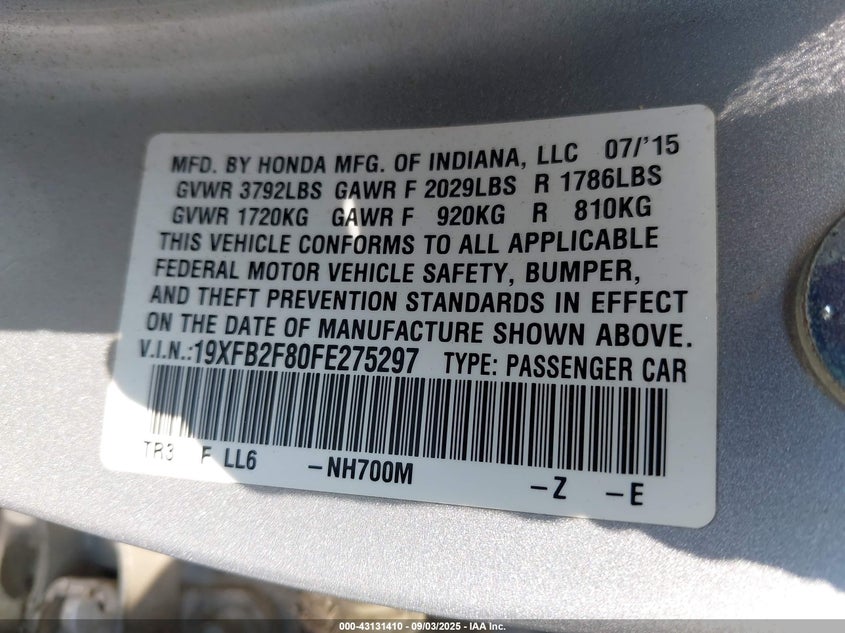 MFD. BY HONDA MFG. OF INDIANA, LLC 07/'15
GVWR 3792LBS GAWR F 2029LBS R 1786LBS
GVWR 1720KG GAWR F 920KG R 810KG
THIS VEHICLE CONFORMS TO ALL APPLICABLE
FEDERAL MOTOR VEHICLE SAFETY, BUMPER,
AND THEFT PREVENTION STANDARDS IN EFFECT
ON THE DATE OF MANUFACTURE SHOWN ABOVE.
V.I.N.:19XFB2F80FE275297 TYPE: PASSENGER CAR
TR3 F LL6 –NH700M –Z –E
000-43131410 - 09/03/2025 - IAA Inc.